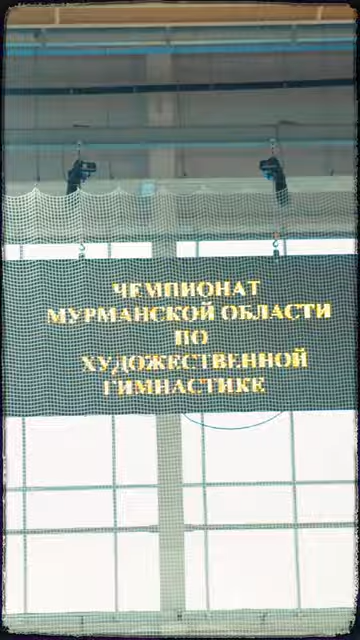 ЧЕМПИОНАТ
МУРМАНСКОЙ ОБЛАСТИ
ПО
ХУДОЖЕСТВЕННОЙ
ГИМНАСТИКЕ